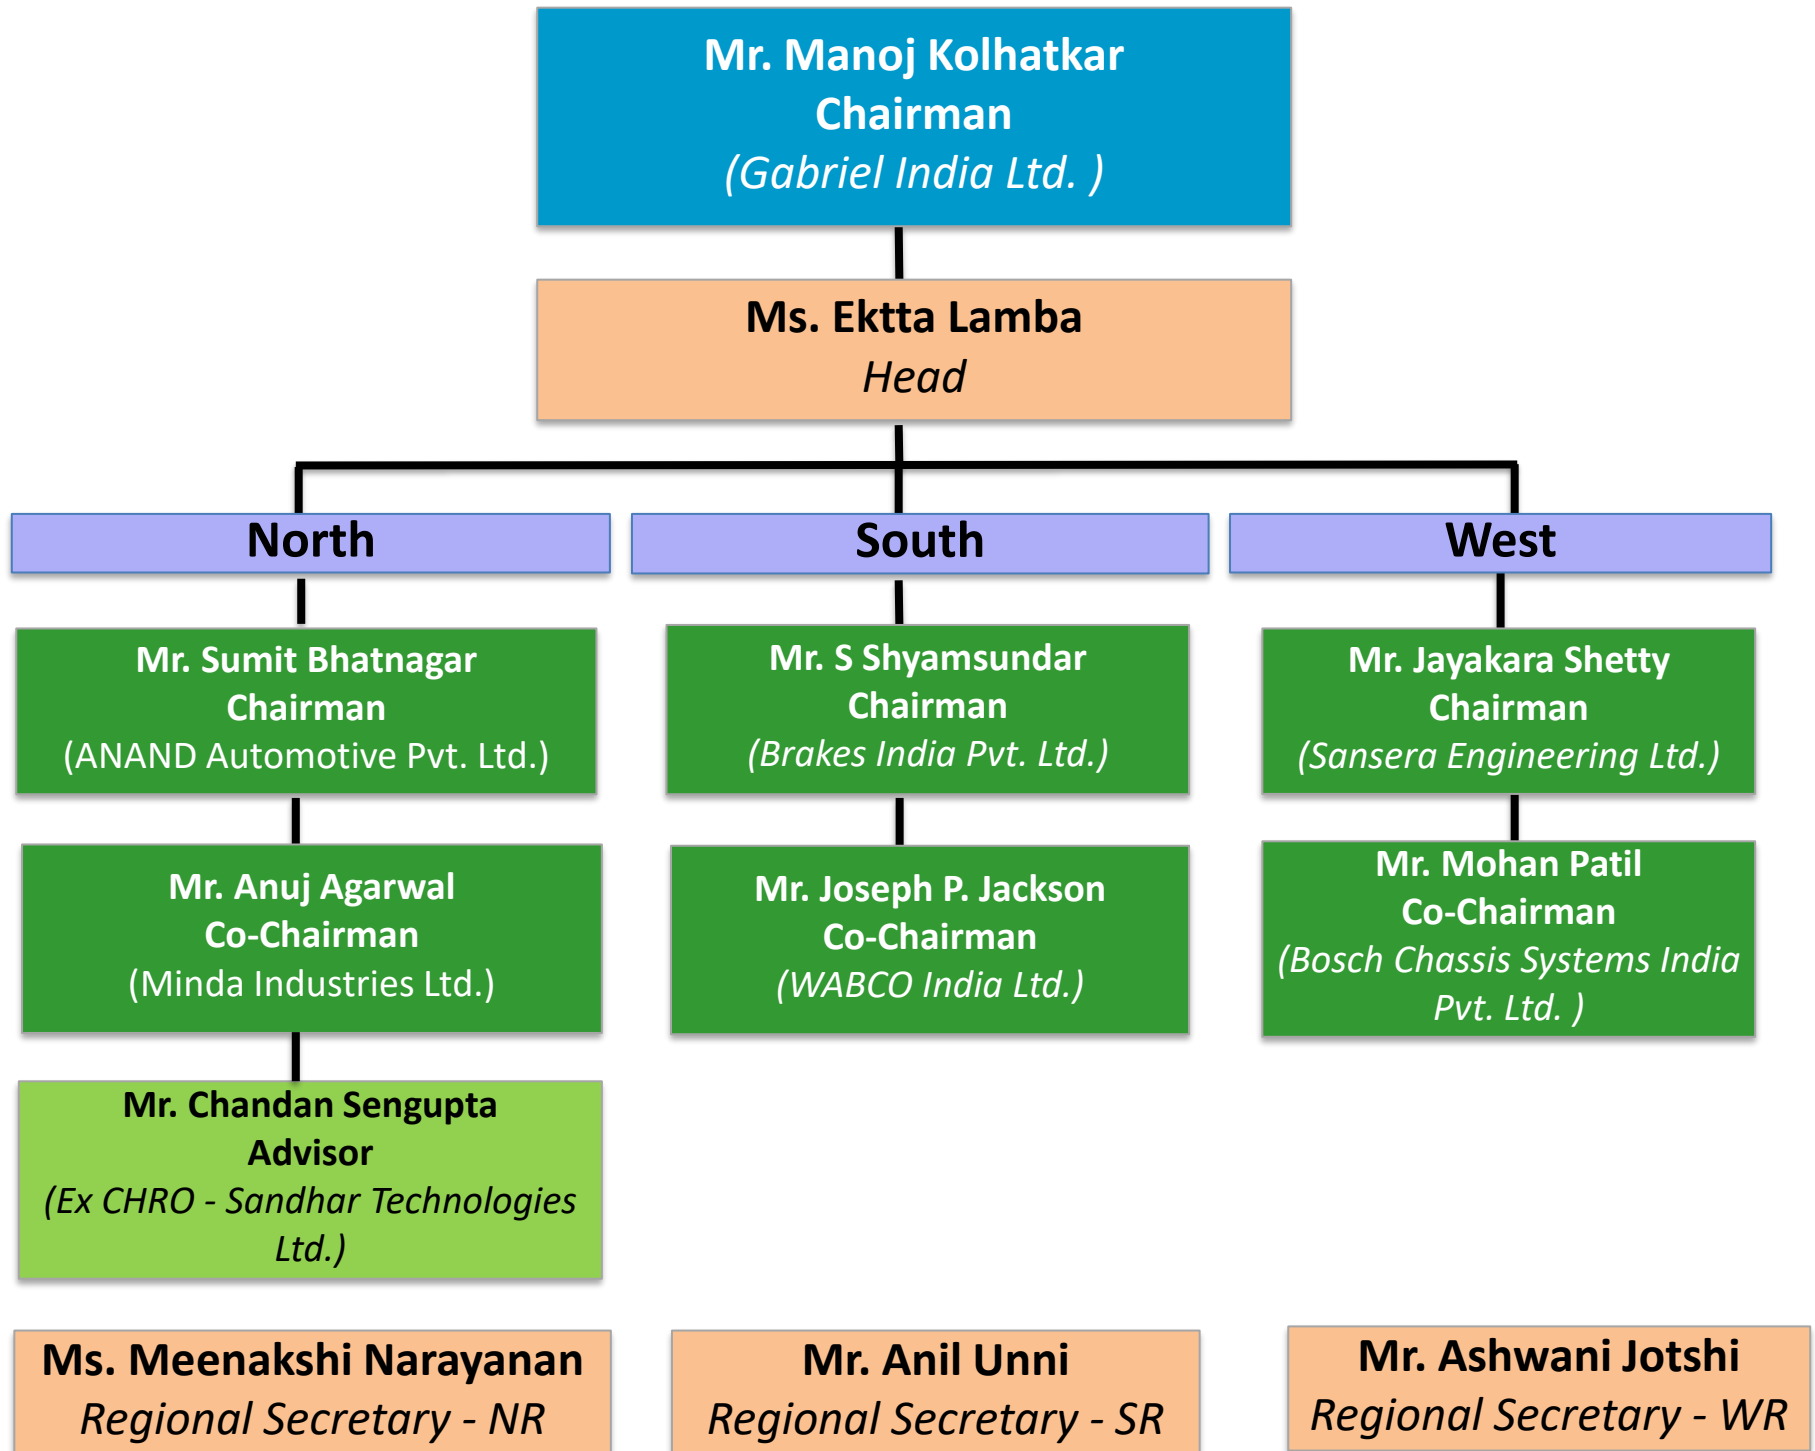 Mr. Manoj Kolhatkar
Chairman
(Gabriel India Ltd. )
Ms. Ektta Lamba
Head
North
South
West
Mr. Sumit Bhatnagar
Chairman
(ANAND Automotive Pvt. Ltd.)
Mr. S Shyamsundar
Chairman
(Brakes India Pvt. Ltd.)
Mr. Jayakara Shetty
Chairman
(Sansera Engineering Ltd.)
Mr. Anuj Agarwal
Co-Chairman
(Minda Industries Ltd.)
Mr. Joseph P. Jackson
Co-Chairman
(WABCO India Ltd.)
Mr. Mohan Patil
Co-Chairman
(Bosch Chassis Systems India
Pvt. Ltd. )
Mr. Chandan Sengupta
Advisor
(Ex CHRO - Sandhar Technologies
Ltd.)
Ms. Meenakshi Narayanan
Regional Secretary - NR
Mr. Anil Unni
Regional Secretary - SR
Mr. Ashwani Jotshi
Regional Secretary - WR